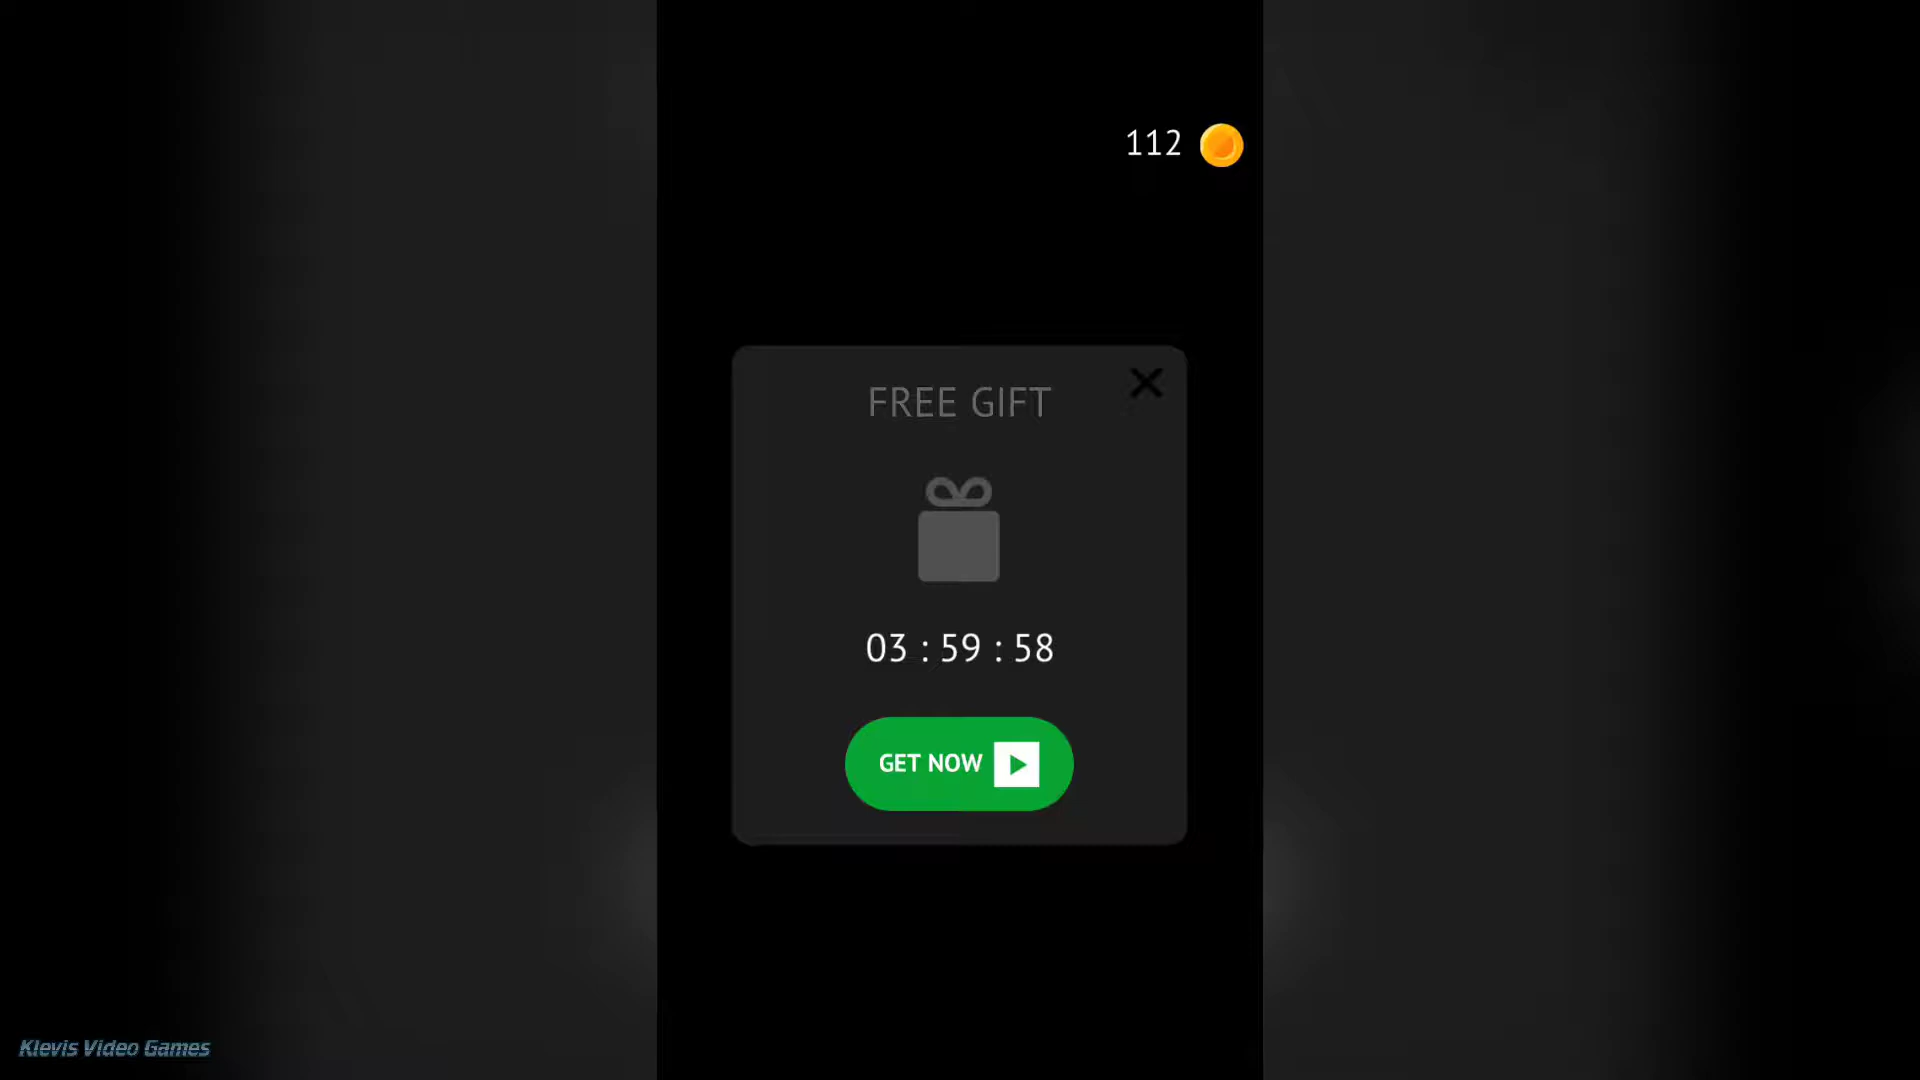 112
FREE GIFT
03 : 59 : 58
GET NOW
Klevis Video Games